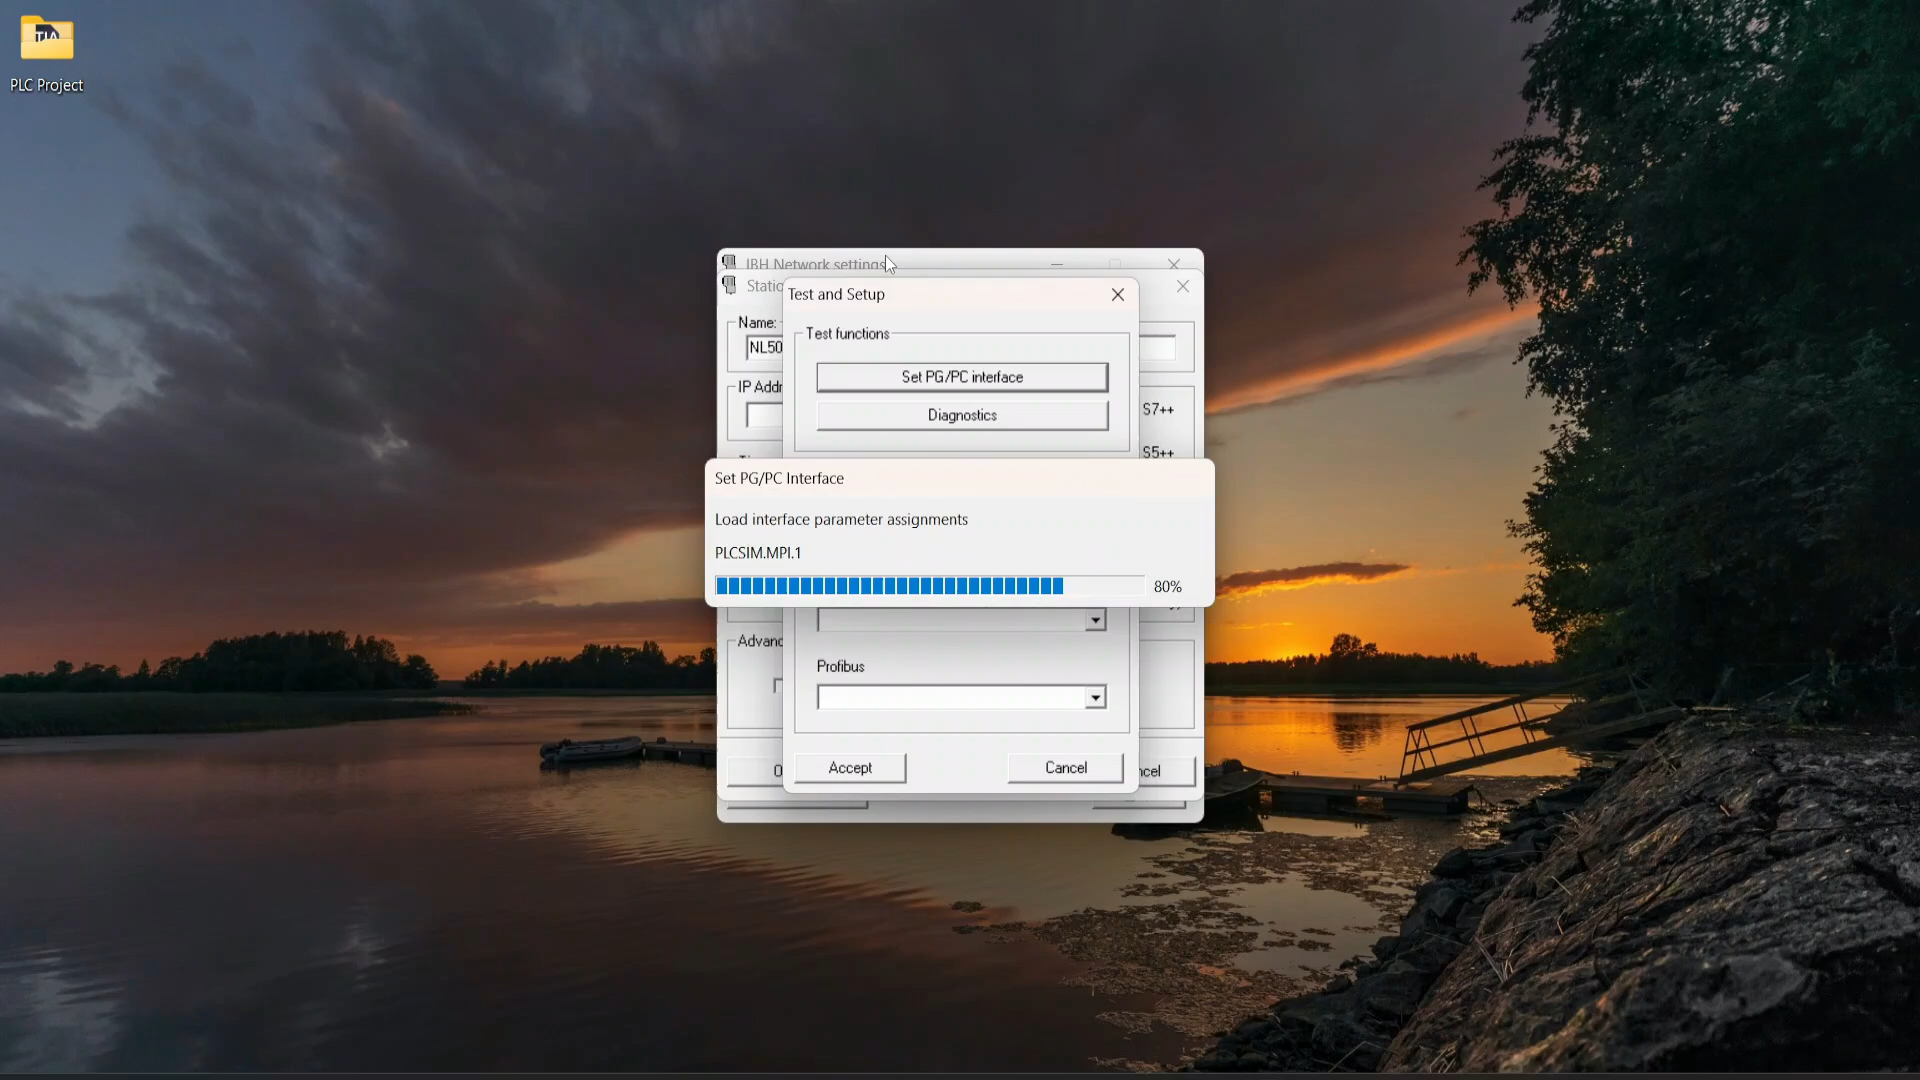 TIA
PLC Project
IBH Network settings
Statio
Test and Setup
Name:
NL50
Test functions
Set PG/PC interface
IP Addr
Diagnostics
S7++
S5++
Set PG/PC Interface
Load interface parameter assignments
PLCSIM.MPI.1
80%
Advanc
Profibus
O
Accept
Cancel
ncel